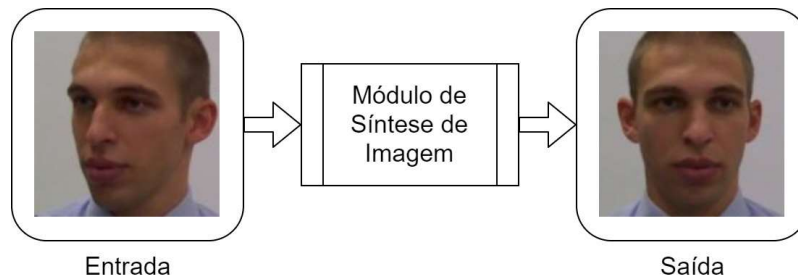 Módulo de
Síntese de
Imagem
Entrada
Saída